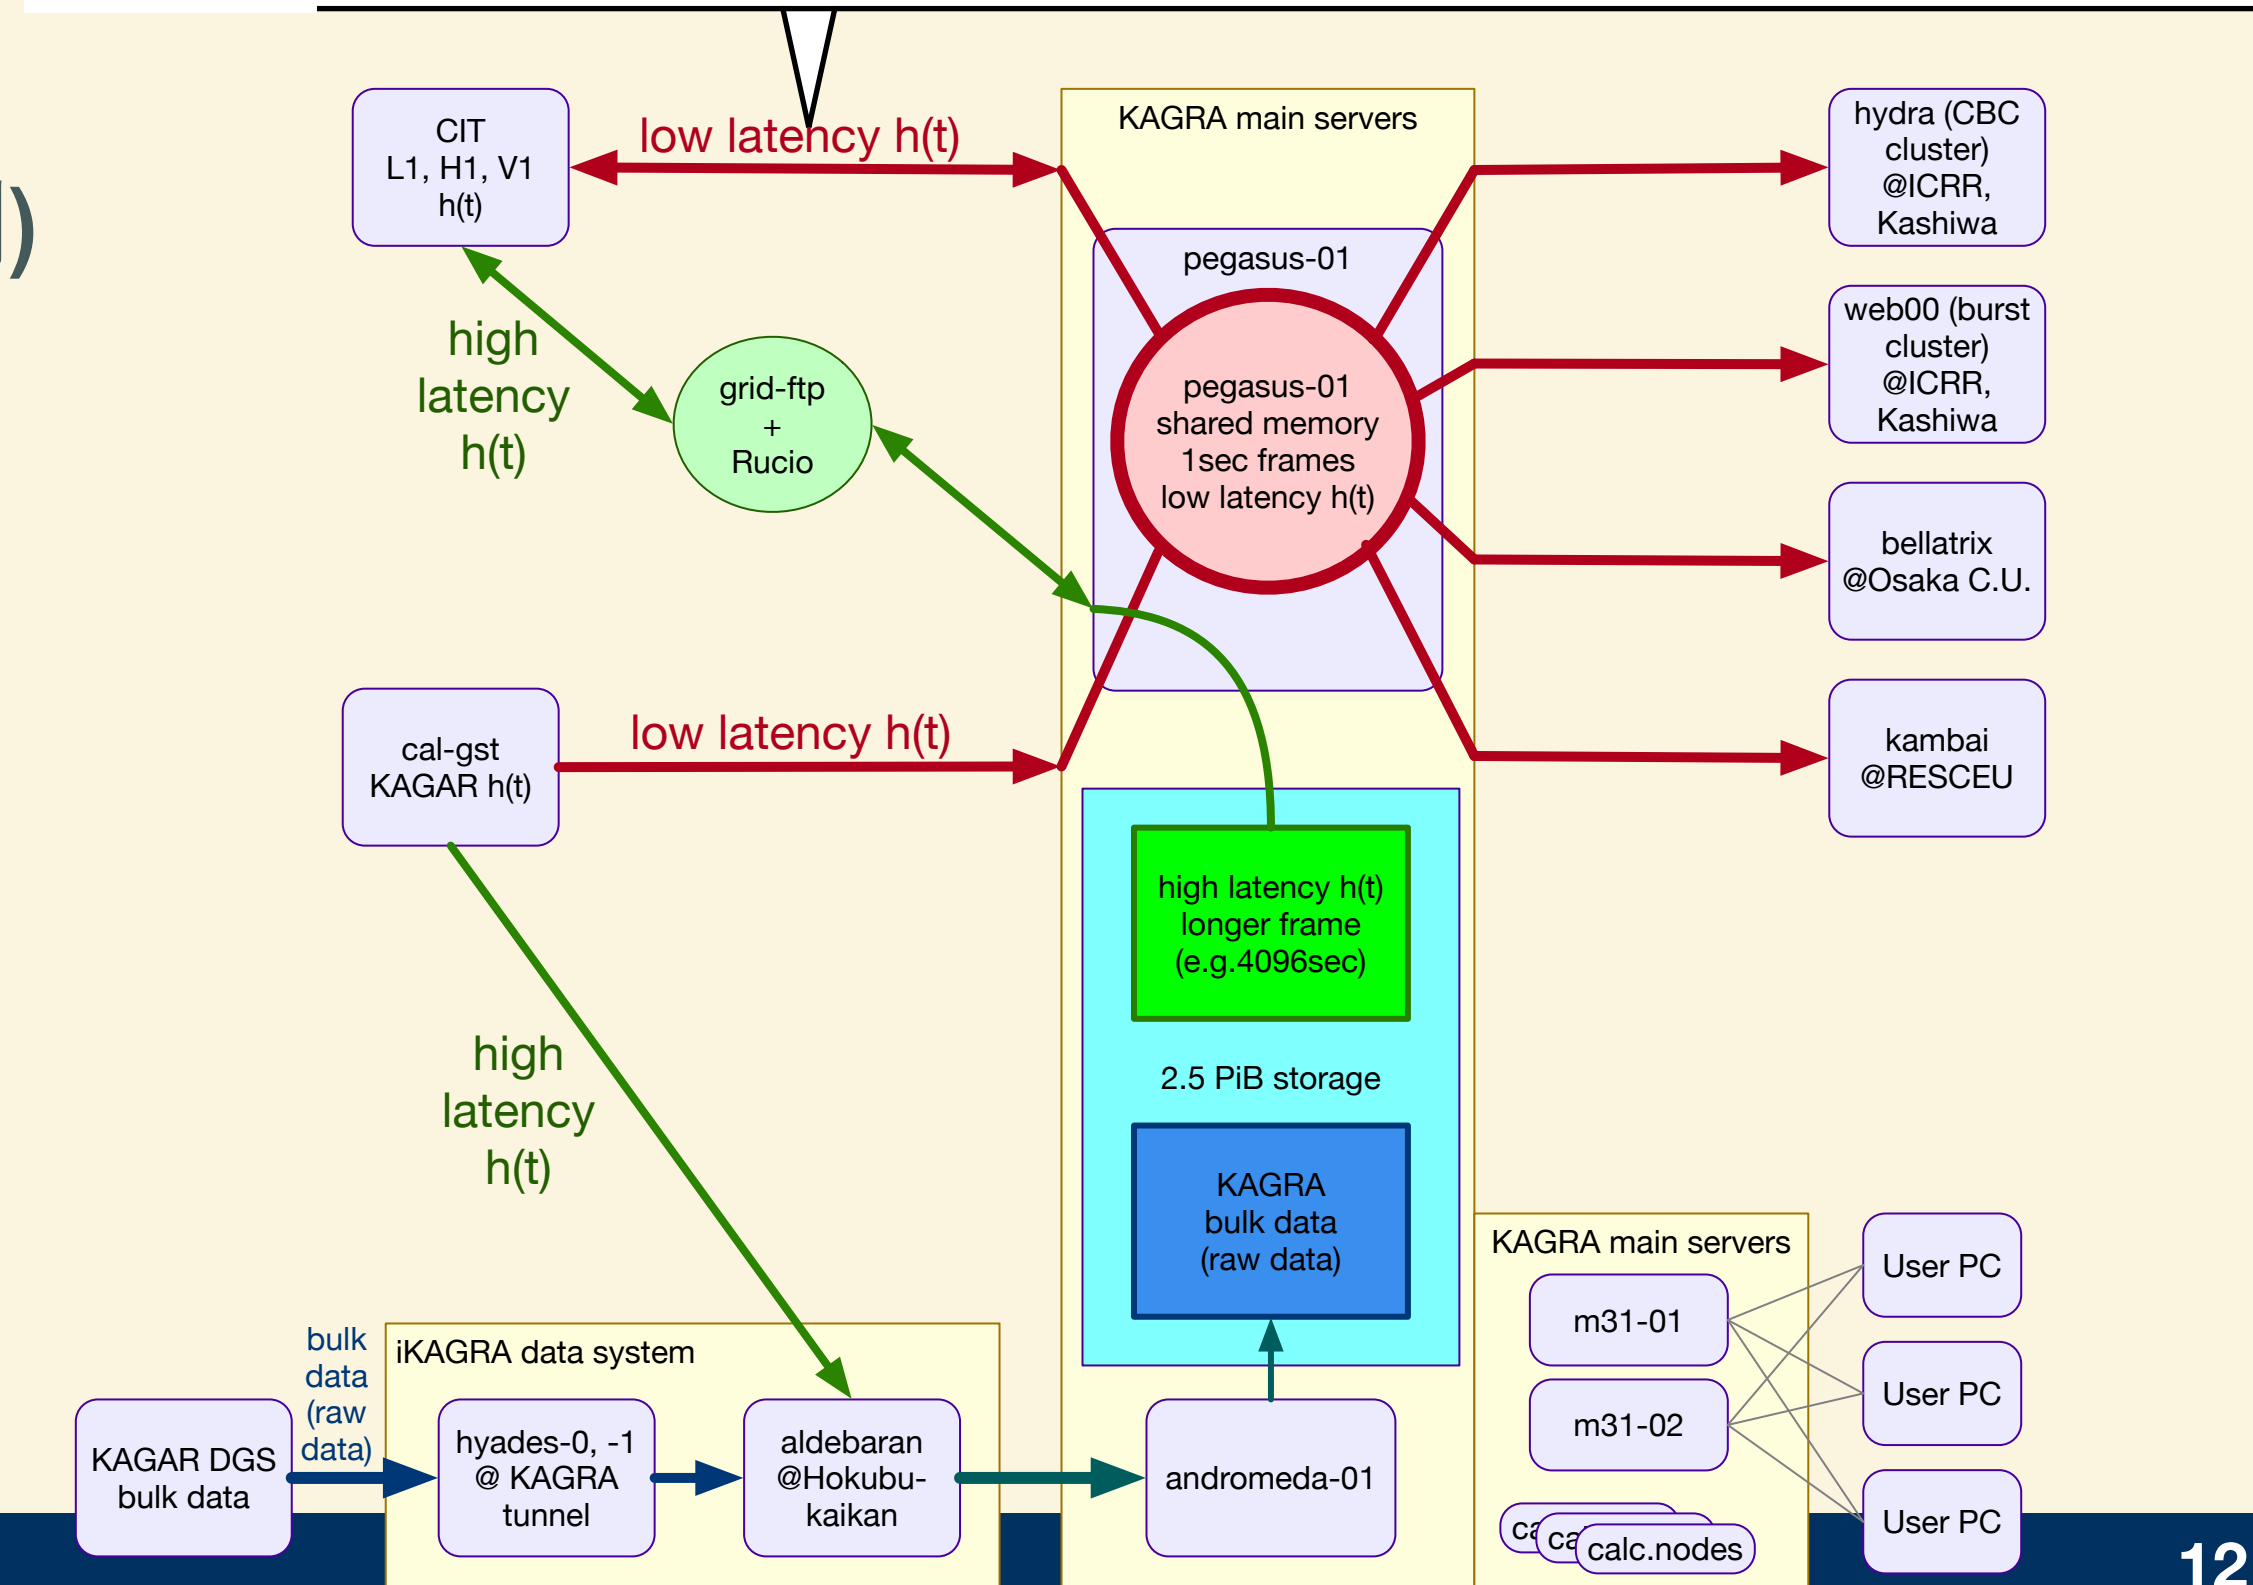 CIT
L1, H1, V1
h(t)
low latency h(t)
KAGRA main servers
hydra (CBC
cluster)
@ICRR,
Kashiwa
pegasus-01
web00 (burst
cluster)
@ICRR,
Kashiwa
high
latency
h(t)
grid-ftp
+
Rucio
pegasus-01
shared memory
1sec frames
low latency h(t)
bellatrix
@Osaka C.U.
cal-gst
KAGAR h(t)
low latency h(t)
kambai
@RESCEU
high latency h(t)
longer frame
(e.g.4096sec)
high
latency
h(t)
2.5 PiB storage
KAGRA
bulk data
(raw data)
KAGRA main servers
m31-01
m31-02
User PC
User PC
User PC
calc.nodes
bulk
data
(raw
data)
iKAGRA data system
KAGAR DGS
bulk data
hyades-0, -1
@ KAGRA
tunnel
aldebaran
@Hokubu-
kaikan
andromeda-01
12